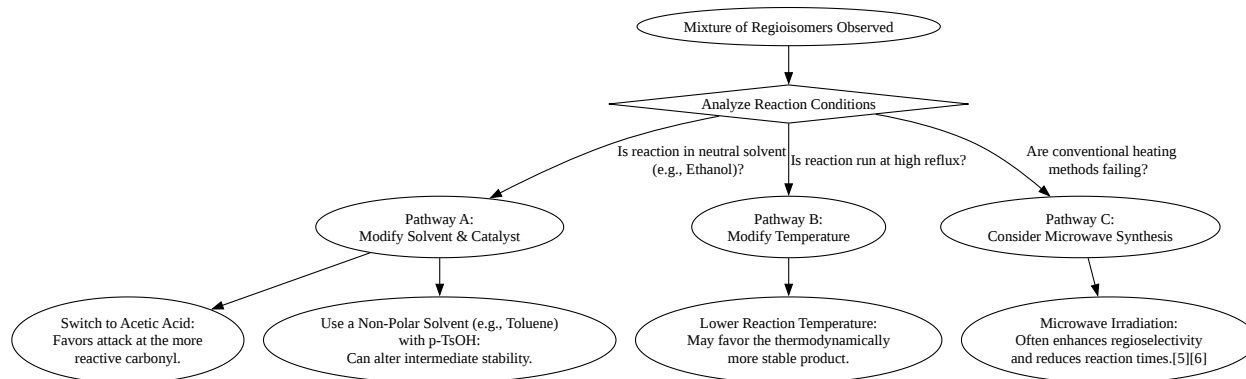 Mixture of Regioisomers Observed
Analyze Reaction Conditions
Is reaction in neutral solvent
(e.g., Ethanol)?
Is reaction run at high reflux?
Are conventional heating
methods failing?
Pathway A:
Modify Solvent & Catalyst
Pathway B:
Modify Temperature
Pathway C:
Consider Microwave Synthesis
Switch to Acetic Acid:
Favors attack at the more
reactive carbonyl.
Use a Non-Polar Solvent (e.g., Toluene)
with p-TsOH:
Can alter intermediate stability.
Lower Reaction Temperature:
May favor the thermodynamically
more stable product.
Microwave Irradiation:
Often enhances regioselectivity
and reduces reaction times.[5][6]